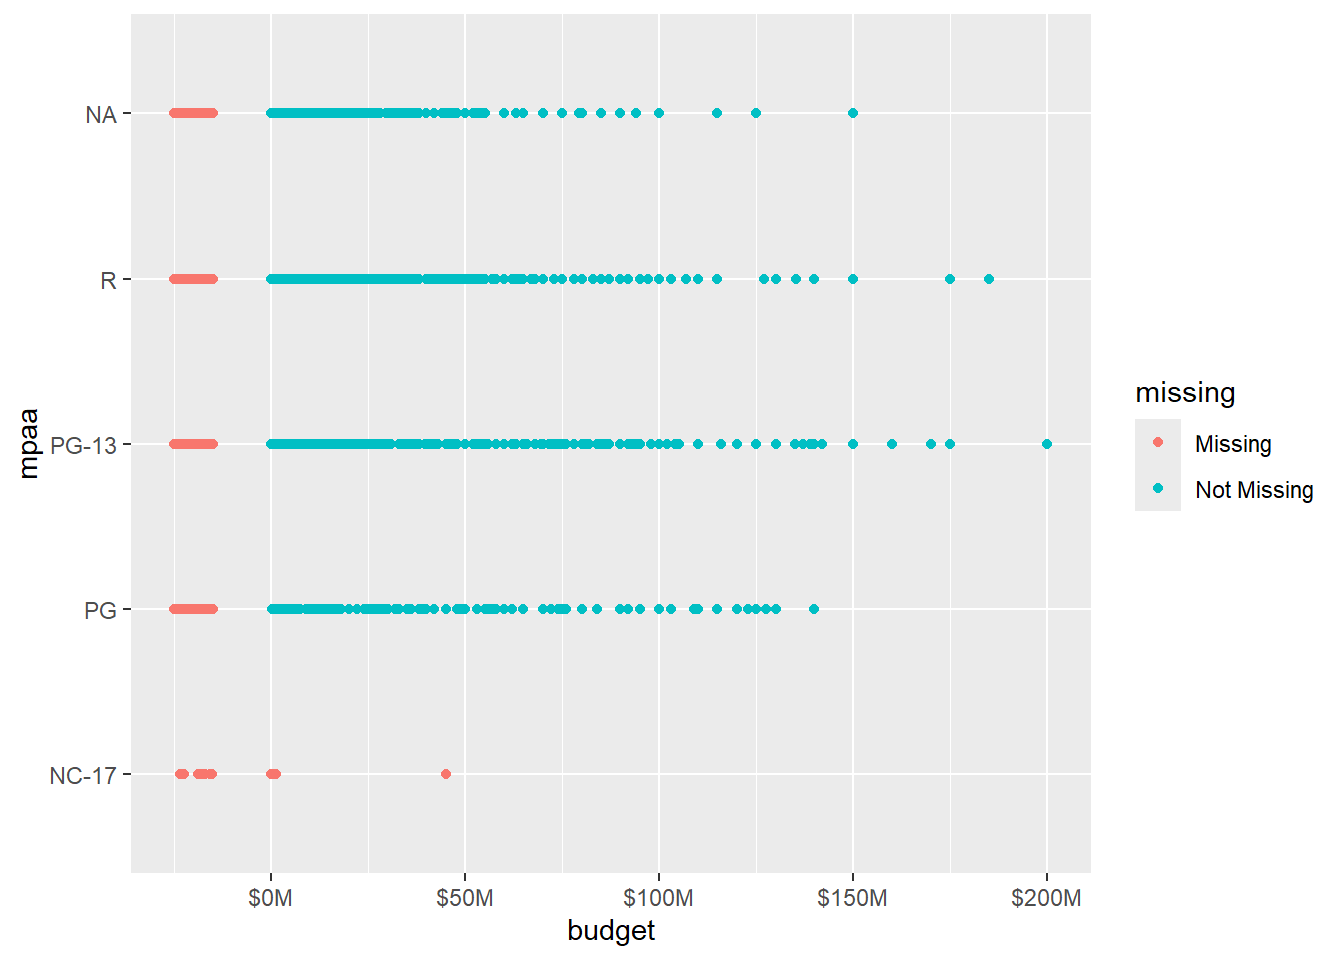 NA
R
PG-13
PG
NC-17
mpaa
$0M
$50M
$100M
$150M
$200M
budget
missing
Missing
Not Missing